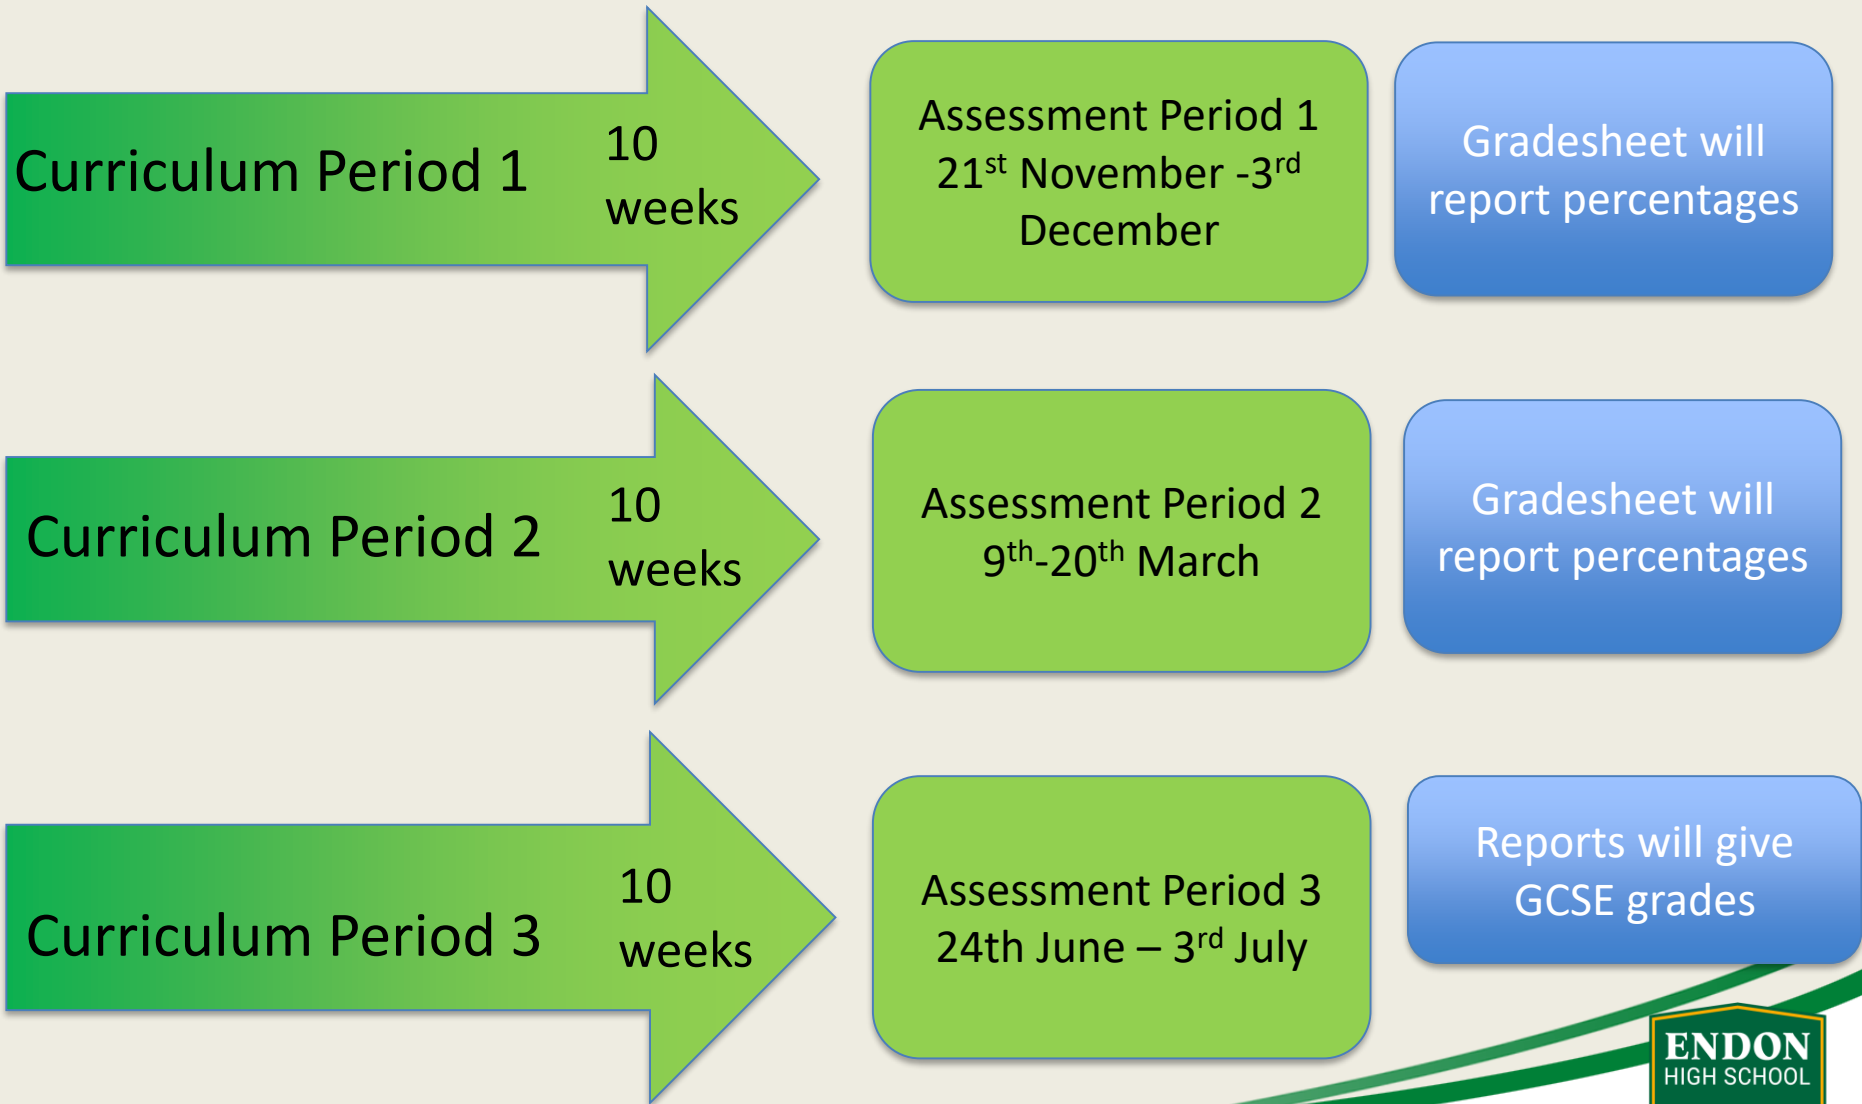 Curriculum Period 1
10
weeks
Assessment Period 1
21st November -3rd
December
Gradesheet will
report percentages
Curriculum Period 2
10
weeks
Assessment Period 2
9th-20th March
Gradesheet will
report percentages
Curriculum Period 3
10
weeks
Assessment Period 3
24th June – 3rd July
Reports will give
GCSE grades
ENDON
HIGH SCHOOL